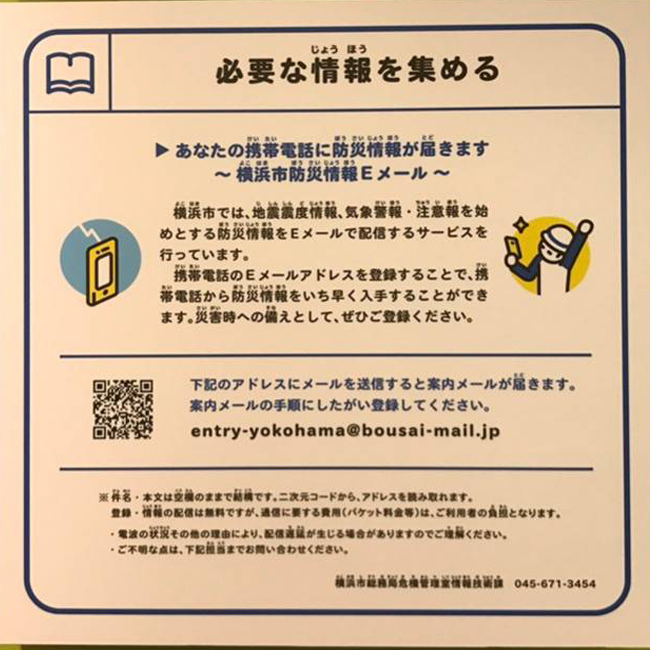 必要な情報を集める
▶あなたの携帯電話に防災情報が届きます
～横浜市防災情報Eメール～
横浜市では、地震震度情報、気象警報・注意報を始
めとする防災情報をEメールで配信するサービスを
行っています。
携帯電話のEメールアドレスを登録することで、携
帯電話から防災情報をいち早く入手することができ
ます。災害時への備えとして、ぜひご登録ください。
下記のアドレスにメールを送信すると案内メールが届きます。
案内メールの手順にしたがい登録してください。
entry-yokohama@bousai-mail.jp
※件名・本文は空欄のままで結構です。二次元コードから、アドレスを読み取れます。
登録・情報の配信は無料ですが、通信に要する費用(パケット料金等)は、ご利用者の負担となります。
・電波の状況その他の理由により、配信遅延が生じる場合がありますのでご理解ください。
・ご不明な点は、下記担当までお問い合わせください。
横浜市総務局危機管理室情報技術課 045-671-3454